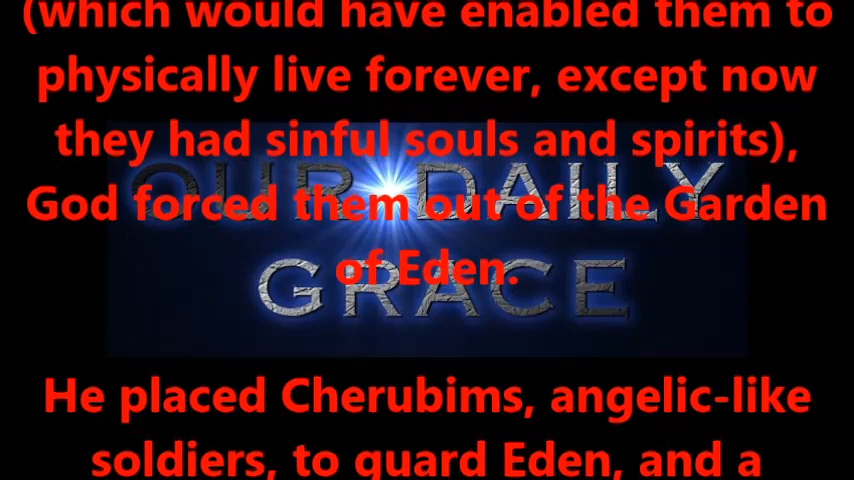 (which would have enabled them to
physically live forever, except now
they had sinful souls and spirits),
OUR DAILY
God forced them out of the Garden
of Eden.
GRACE
He placed Cherubims, angelic-like
soldiers, to guard Eden, and a